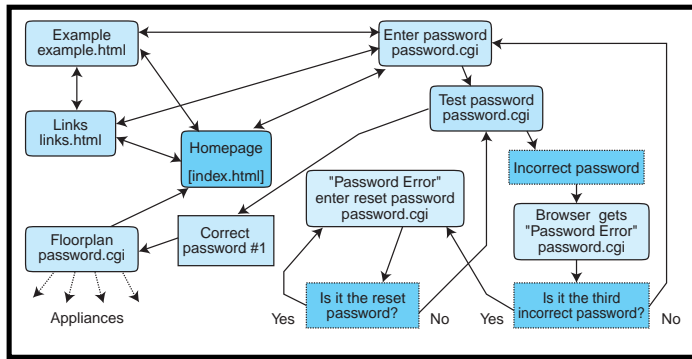 Example
example.html
Enter password
password.cgi
Test password
password.cgi
Links
links.html
Homepage
[index.html]
Incorrect password
"Password Error"
enter reset password
password.cgi
Browser gets
"Password Error"
password.cgi
Floorplan
password.cgi
Correct
password #1
Is it the reset
password?
Is it the third
incorrect password?
Yes
No
Yes
No
Appliances